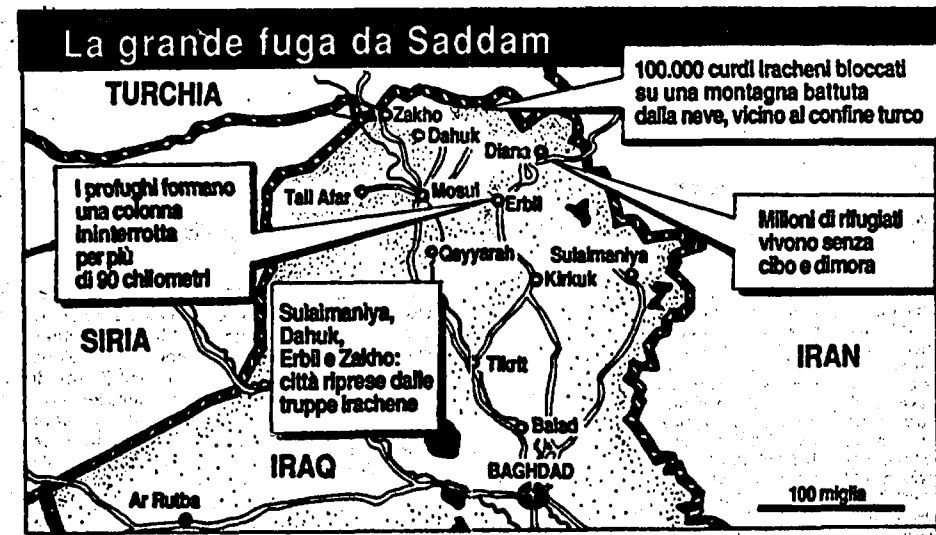 La grande fuga da Saddam
TURCHIA
100.000 curdi iracheni bloccati
su una montagna battuta
dalla neve, vicino al confine turco
Zakho
Dahuk
Diana
I profughi formano
una colonna
ininterrotta
per più
di 90 chilometri
Tall Afar
Mosul
Erbil
Milioni di rifugiati
vivono senza
cibo e dimora
Qayyarah
Sulaimaniya
Kirkuk
SIRIA
Sulaimaniya,
Dahuk,
Erbil e Zakho:
città riprese dalle
truppe irachene
Tikrit
IRAN
Balad
IRAQ
BAGHDAD
Ar Rutba
100 miglia